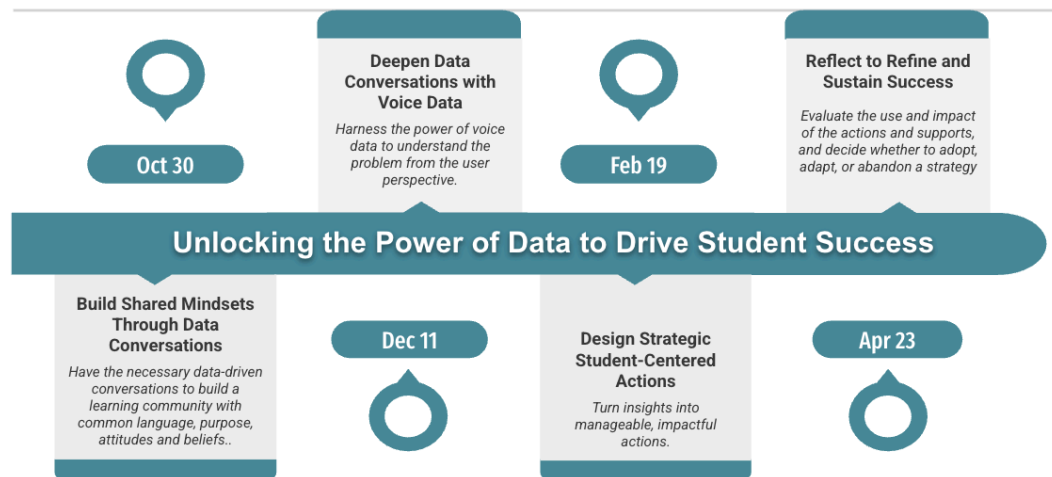 Oct 30
Deepen Data
Conversations with
Voice Data
Harness the power of voice
data to understand the
problem from the user
perspective.
Feb 19
Reflect to Refine and
Sustain Success
Evaluate the use and impact
of the actions and supports,
and decide whether to adopt,
adapt, or abandon a strategy
Unlocking the Power of Data to Drive Student Success
Build Shared Mindsets
Through Data
Conversations
Have the necessary data-driven
conversations to build a
learning community with
common language, purpose,
attitudes and beliefs..
Dec 11
Design Strategic
Student-Centered
Actions
Turn insights into
manageable, impactful
actions.
Apr 23